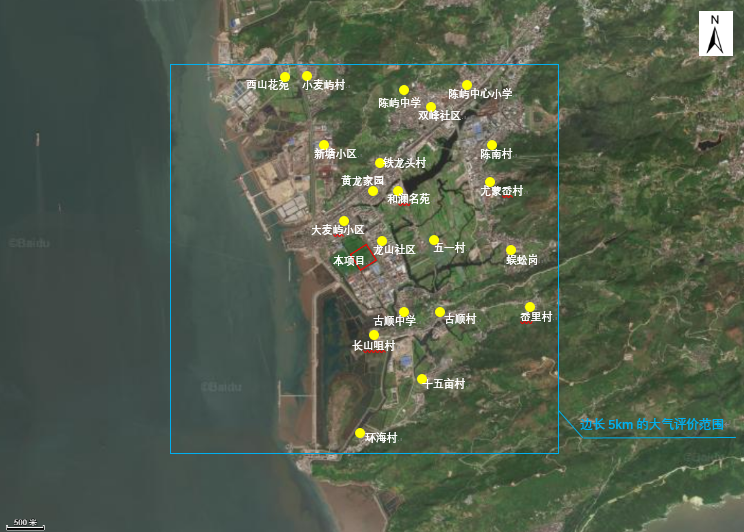 N
西山花苑
小麦屿村
陈屿中学
陈屿中心小学
双峰社区
新塘小区
铁龙头村
陈南村
黄龙家园
和澜名苑
尤蒙岙村
大麦屿小区
龙山社区
五一村
本项目
蜈蚣岗
古顺中学
古顺村
岙里村
长山咀村
十五亩村
边长 5km 的大气评价范围
环海村
500 米
Baidu
Baidu